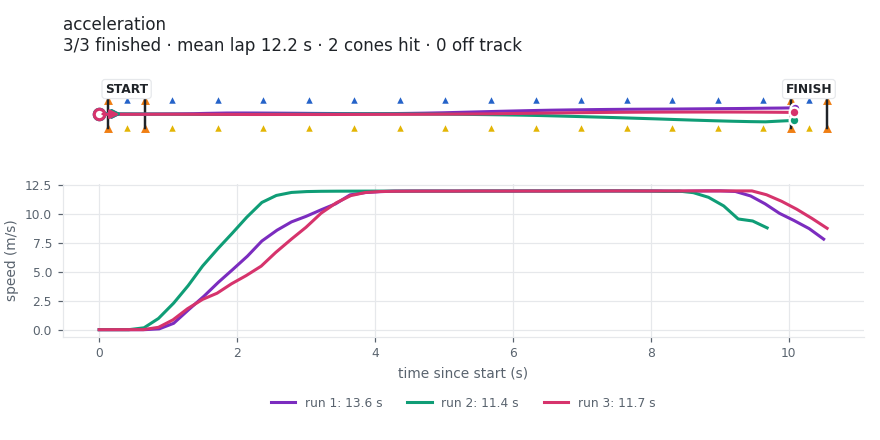 acceleration
3/3 finished · mean lap 12.2 s · 2 cones hit · 0 off track
START
FINISH
12.5
10.0
7.5
5.0
2.5
0.0
speed (m/s)
0
2
4
6
8
10
time since start (s)
run 1: 13.6 s
run 2: 11.4 s
run 3: 11.7 s